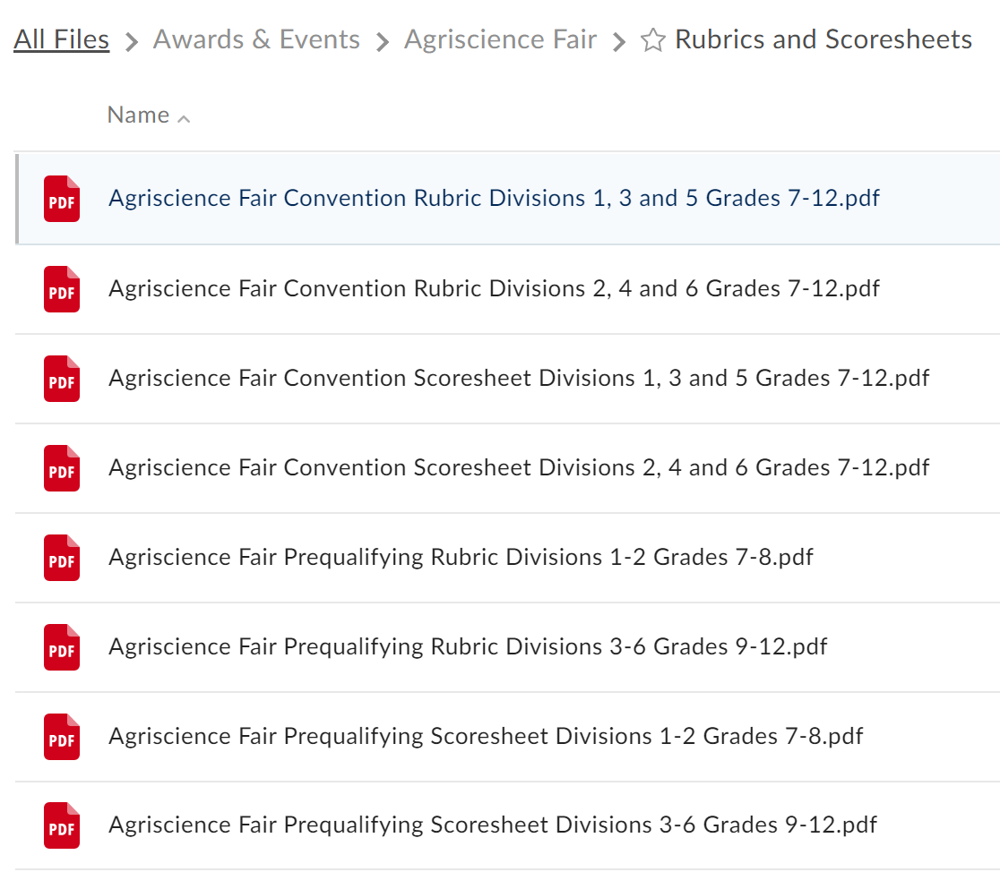 All Files > Awards & Events > Agriscience Fair > Rubrics and Scoresheets
Name
PDF Agriscience Fair Convention Rubric Divisions 1, 3 and 5 Grades 7-12.pdf
PDF Agriscience Fair Convention Rubric Divisions 2, 4 and 6 Grades 7-12.pdf
PDF Agriscience Fair Convention Scoresheet Divisions 1, 3 and 5 Grades 7-12.pdf
PDF Agriscience Fair Convention Scoresheet Divisions 2, 4 and 6 Grades 7-12.pdf
PDF Agriscience Fair Prequalifying Rubric Divisions 1-2 Grades 7-8.pdf
PDF Agriscience Fair Prequalifying Rubric Divisions 3-6 Grades 9-12.pdf
PDF Agriscience Fair Prequalifying Scoresheet Divisions 1-2 Grades 7-8.pdf
PDF Agriscience Fair Prequalifying Scoresheet Divisions 3-6 Grades 9-12.pdf